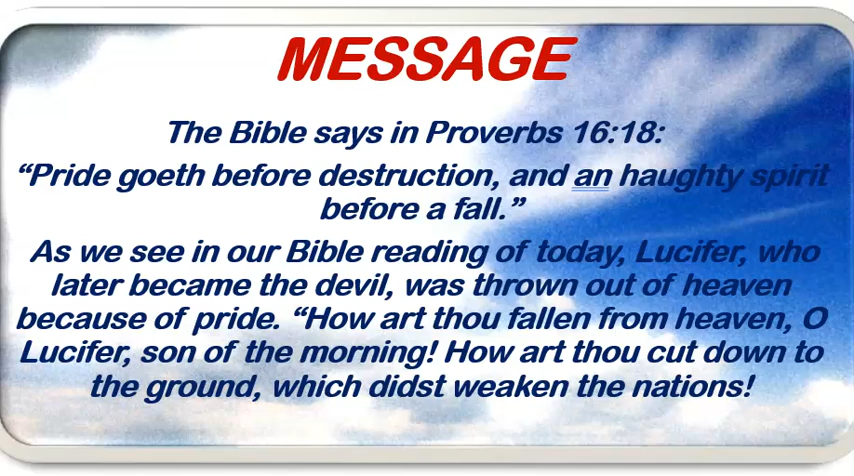 MESSAGE
The Bible says in Proverbs 16:18:
“Pride goeth before destruction, and an haughty spirit
before a fall.”
As we see in our Bible reading of today, Lucifer, who
later became the devil, was thrown out of heaven
because of pride. “How art thou fallen from heaven, O
Lucifer, son of the morning! How art thou cut down to
the ground, which didst weaken the nations!